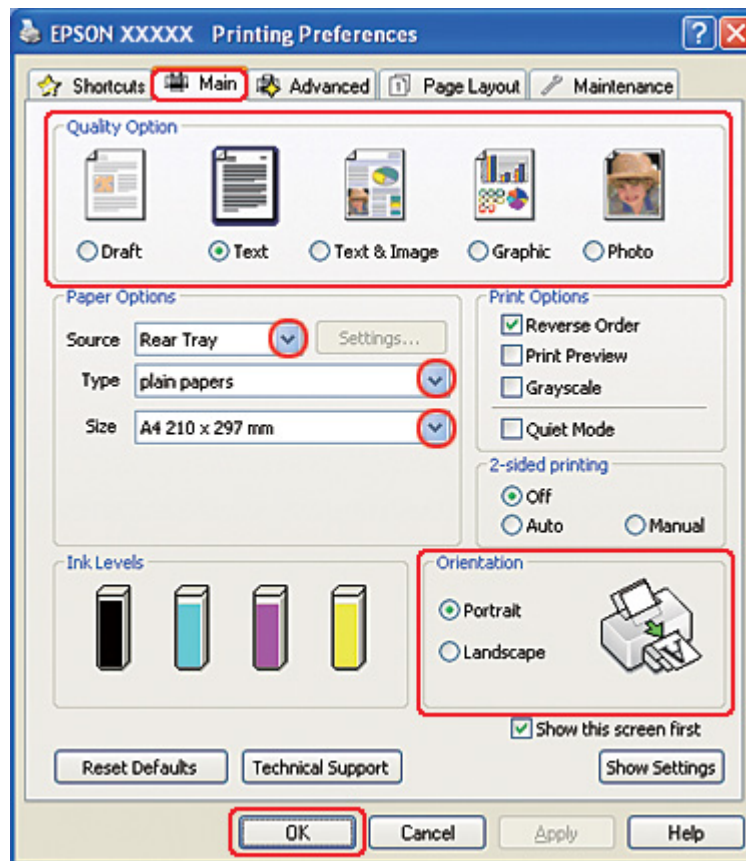 EPSON XXXXX Printing Preferences
Shortcuts Main Advanced 1 Page Layout Maintenance
Quality Option
Draft Text Text & Image Graphic Photo
Paper Options
Source Rear Tray Settings...
Type plain papers
Size A4 210 x 297 mm
Print Options
Reverse Order
Print Preview
Grayscale
Quiet Mode
2-sided printing
Off
Auto Manual
Ink Levels
Orientation
Portrait
Landscape
Show this screen first
Reset Defaults Technical Support Show Settings
OK Cancel Apply Help